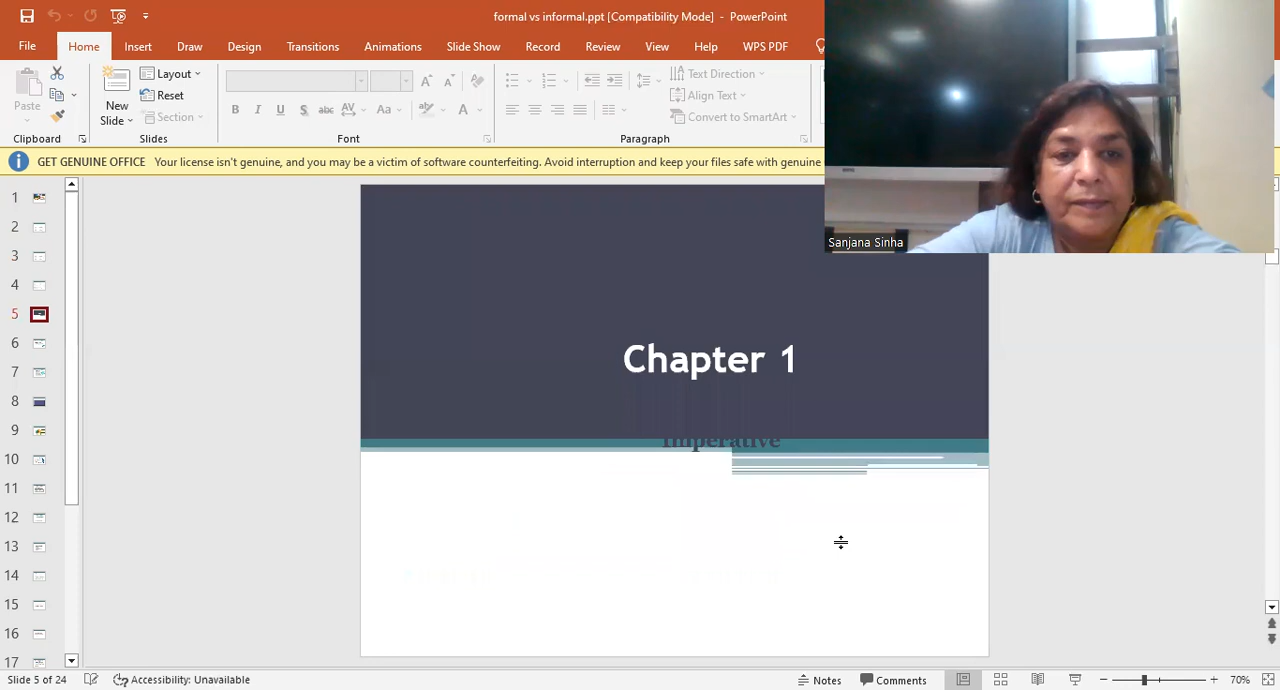 formal vs informal.ppt [Compatibility Mode] - PowerPoint
File Home Insert Draw Design Transitions Animations Slide Show Record Review View Help WPS PDF
Paste
New Slide
Layout
Reset
Section
Text Direction
Align Text
Convert to SmartArt
B I U S abc AV Aa A
Clipboard Slides Font Paragraph
GET GENUINE OFFICE Your license isn't genuine, and you may be a victim of software counterfeiting. Avoid interruption and keep your files safe with genuine
Sanjana Sinha
1
2
3
4
5
6
7
8
9
10
11
12
13
14
15
16
17
Chapter 1
Imperative
Slide 5 of 24 Accessibility: Unavailable Notes Comments 70%